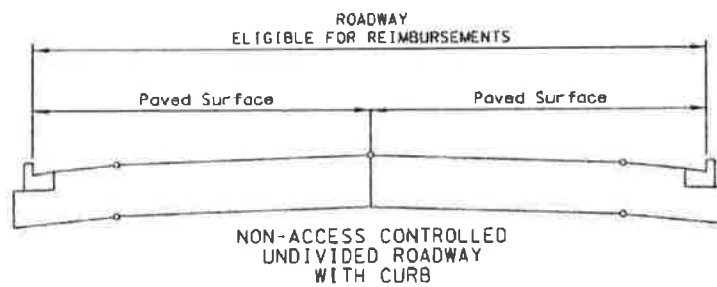 ROADWAY
ELIGIBLE FOR REIMBURSEMENTS
Paved Surface Paved Surface
NON-ACCESS CONTROLLED
UNDIVIDED ROADWAY
WITH CURB